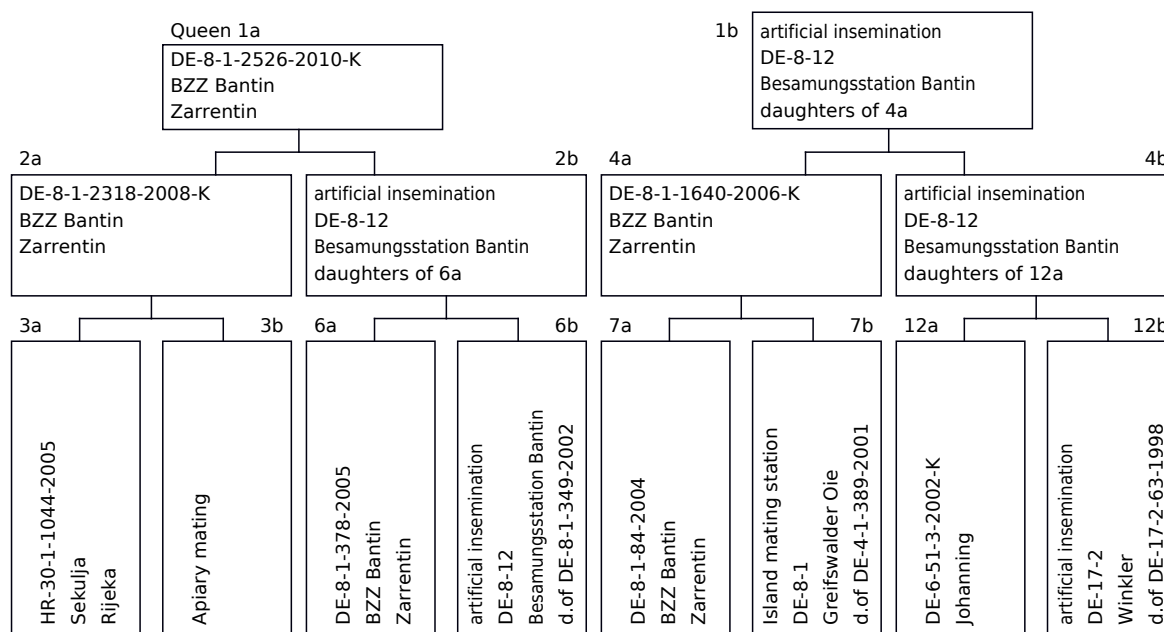 Queen 1a
DE-8-1-2526-2010-K
BZZ Bantin
Zarrentin
1b
artificial insemination
DE-8-12
Besamungsstation Bantin
daughters of 4a
2a
DE-8-1-2318-2008-K
BZZ Bantin
Zarrentin
2b
artificial insemination
DE-8-12
Besamungsstation Bantin
daughters of 6a
4a
DE-8-1-1640-2006-K
BZZ Bantin
Zarrentin
4b
artificial insemination
DE-8-12
Besamungsstation Bantin
daughters of 12a
3a
HR-30-1-1044-2005
Sekulja
Rijeka
3b
Apiary mating
6a
DE-8-1-378-2005
BZZ Bantin
Zarrentin
6b
artificial insemination
DE-8-12
Besamungsstation Bantin
d.of DE-8-1-349-2002
7a
DE-8-1-84-2004
BZZ Bantin
Zarrentin
7b
Island mating station
DE-8-1
Greifswalder Oie
d.of DE-4-1-389-2001
12a
DE-6-51-3-2002-K
Johanning
12b
artificial insemination
DE-17-2
Winkler
d.of DE-17-2-63-1998